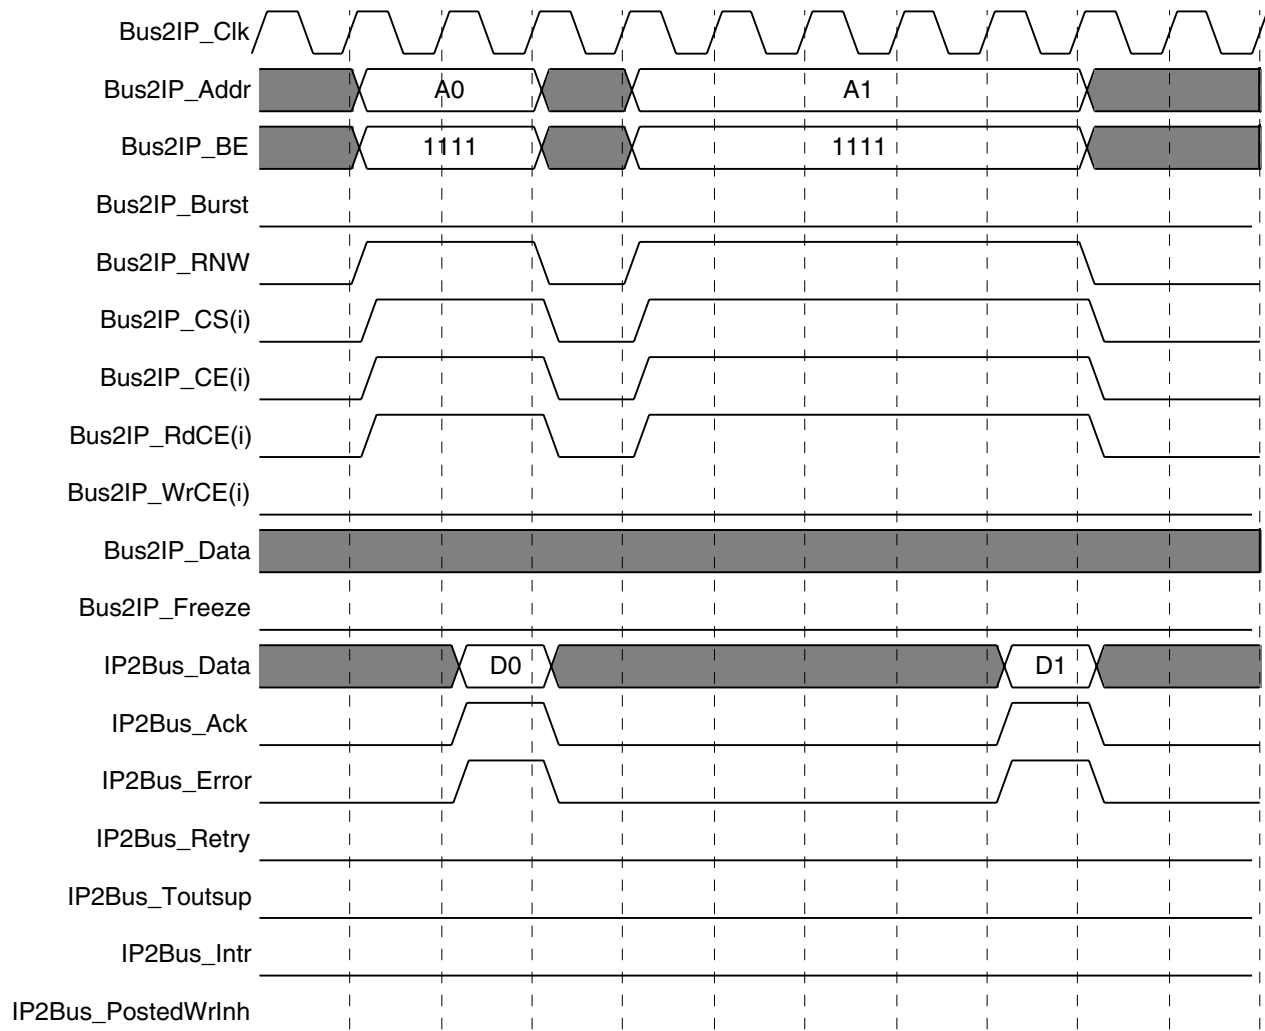 Bus2IP_Clk
Bus2IP_Addr A0 A1
Bus2IP_BE 1111 1111
Bus2IP_Burst
Bus2IP_RNW
Bus2IP_CS(i)
Bus2IP_CE(i)
Bus2IP_RdCE(i)
Bus2IP_WrCE(i)
Bus2IP_Data
Bus2IP_Freeze
IP2Bus_Data D0 D1
IP2Bus_Ack
IP2Bus_Error
IP2Bus_Retry
IP2Bus_Toutsup
IP2Bus_Intr
IP2Bus_PostedWrInh